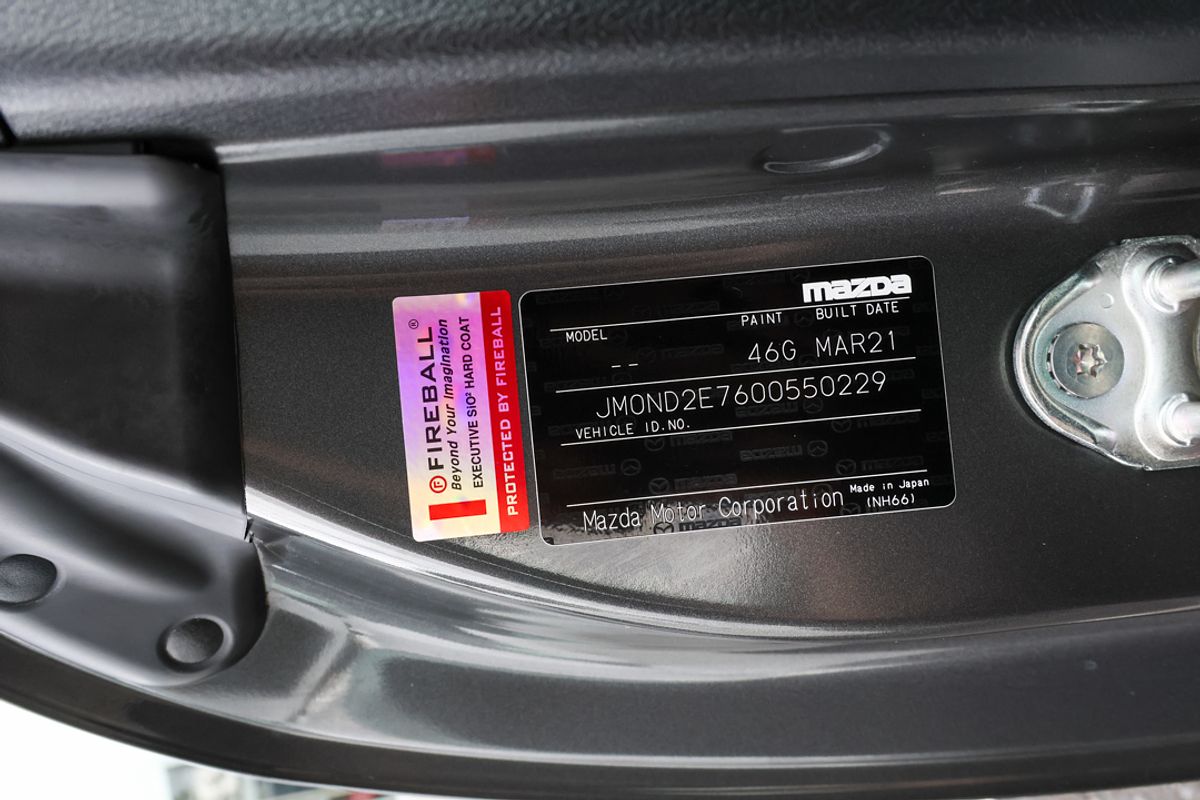 ® FIREBALL®
Beyond Your Imagination
EXECUTIVE SIO² HARD COAT
PROTECTED BY FIREBALL
mazda
MODEL PAINT BUILT DATE
-- 46G MAR21
JM0ND2E7600550229
VEHICLE ID.NO.
Mazda Motor Corporation Made in Japan
(NH66)